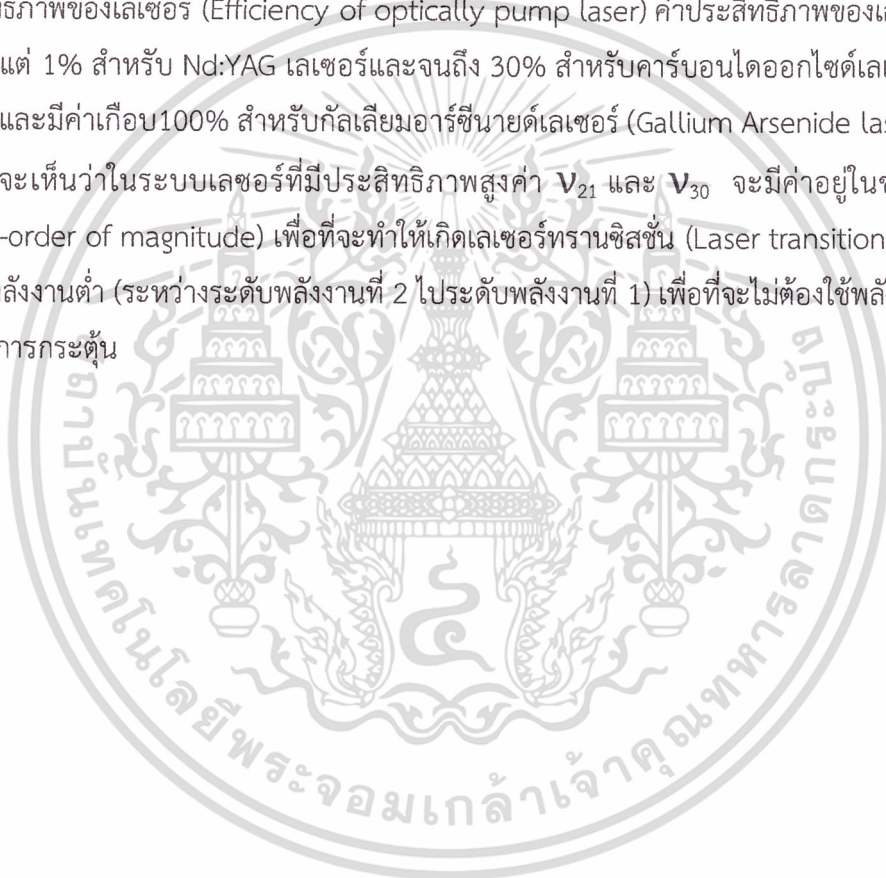 ธิภาพของเลเซอร์ (Efficiency of optically pump laser) ค่าประสิทธิภาพของเ
แต่ 1% สำหรับ Nd:YAG เลเซอร์และจนถึง 30% สำหรับคาร์บอนไดออกไซด์เล
และมีค่าเกือบ100% สำหรับกัลเลียมอาร์ซีนายด์เลเซอร์ (Gallium Arsenide las
จะเห็นว่าในระบบเลซอร์ที่มีประสิทธิภาพสูงค่า ν21 และ ν30 จะมีค่าอยู่ใน
-order of magnitude) เพื่อที่จะทำให้เกิดเลเซอร์ทรานซิสชั่น (Laser transition
ลังงานต่ำ (ระหว่างระดับพลังงานที่ 2 ไประดับพลังงานที่ 1) เพื่อที่จะไม่ต้องใช้พลั
การกระตุ้น
สถาบันเทคโนโลยีพระจอมเกล้าเจ้าคุณทหารลาดกระบัง